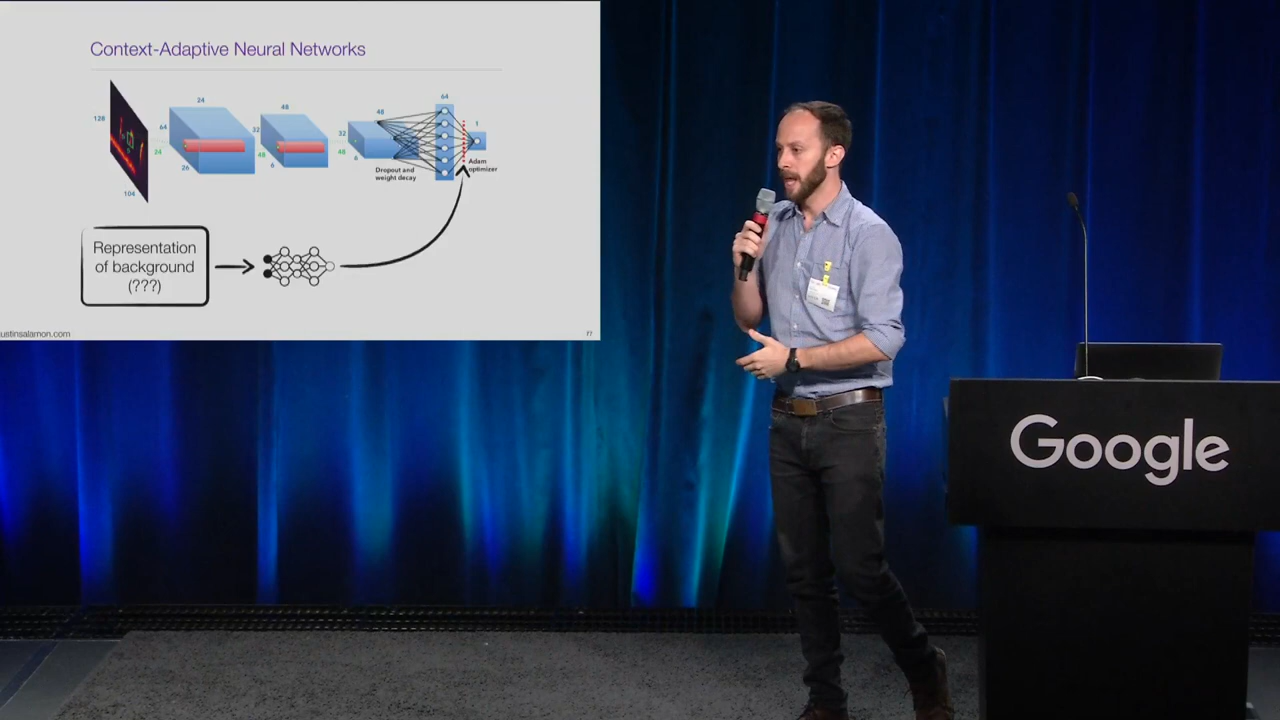 Context-Adaptive Neural Networks
24
48
64
128
48
1
64
32
32
24
48
48
26
6
6
104
Dropout and
weight decay
Adam
optimizer
Representation
of background
(???)
ustinsalamon.com
Google